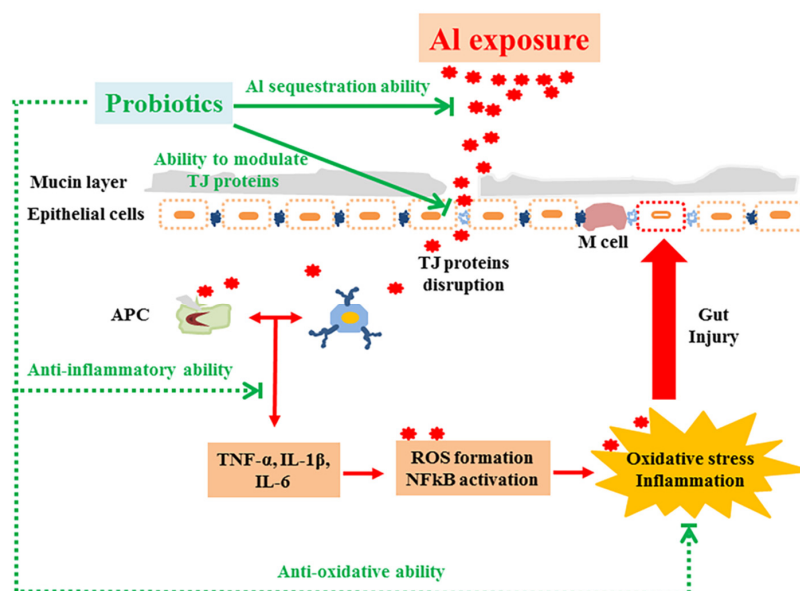 Al exposure
Al sequestration ability
Probiotics
Ability to modulate
TJ proteins
Mucin layer
Epithelial cells
M cell
TJ proteins
disruption
APC
Gut
Injury
Anti-inflammatory ability
TNF-α, IL-1β,
IL-6
ROS formation
NFkB activation
Oxidative stress
Inflammation
Anti-oxidative ability